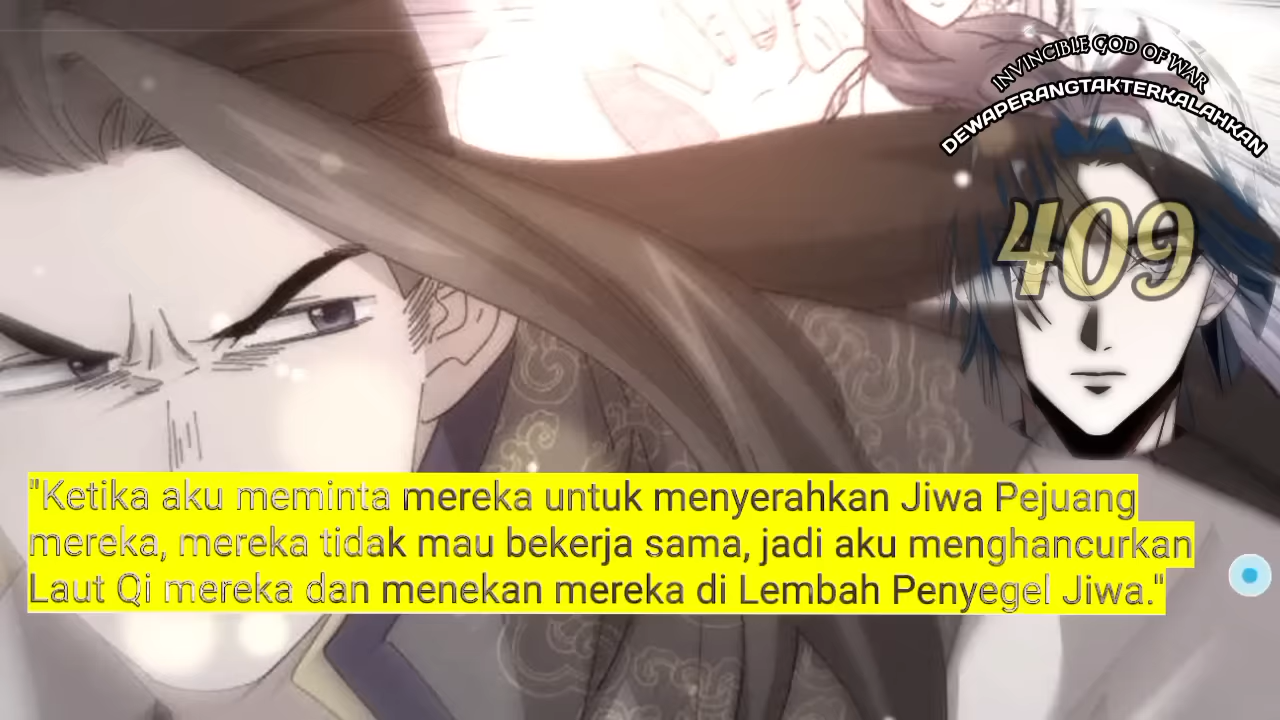 INVINCIBLE GOD OF WAR
DEWAPERANGTAKTERKALAHKAN
409
"Ketika aku meminta mereka untuk menyerahkan Jiwa Pejuang
mereka, mereka tidak mau bekerja sama, jadi aku menghancurkan
Laut Qi mereka dan menekan mereka di Lembah Penyegel Jiwa."